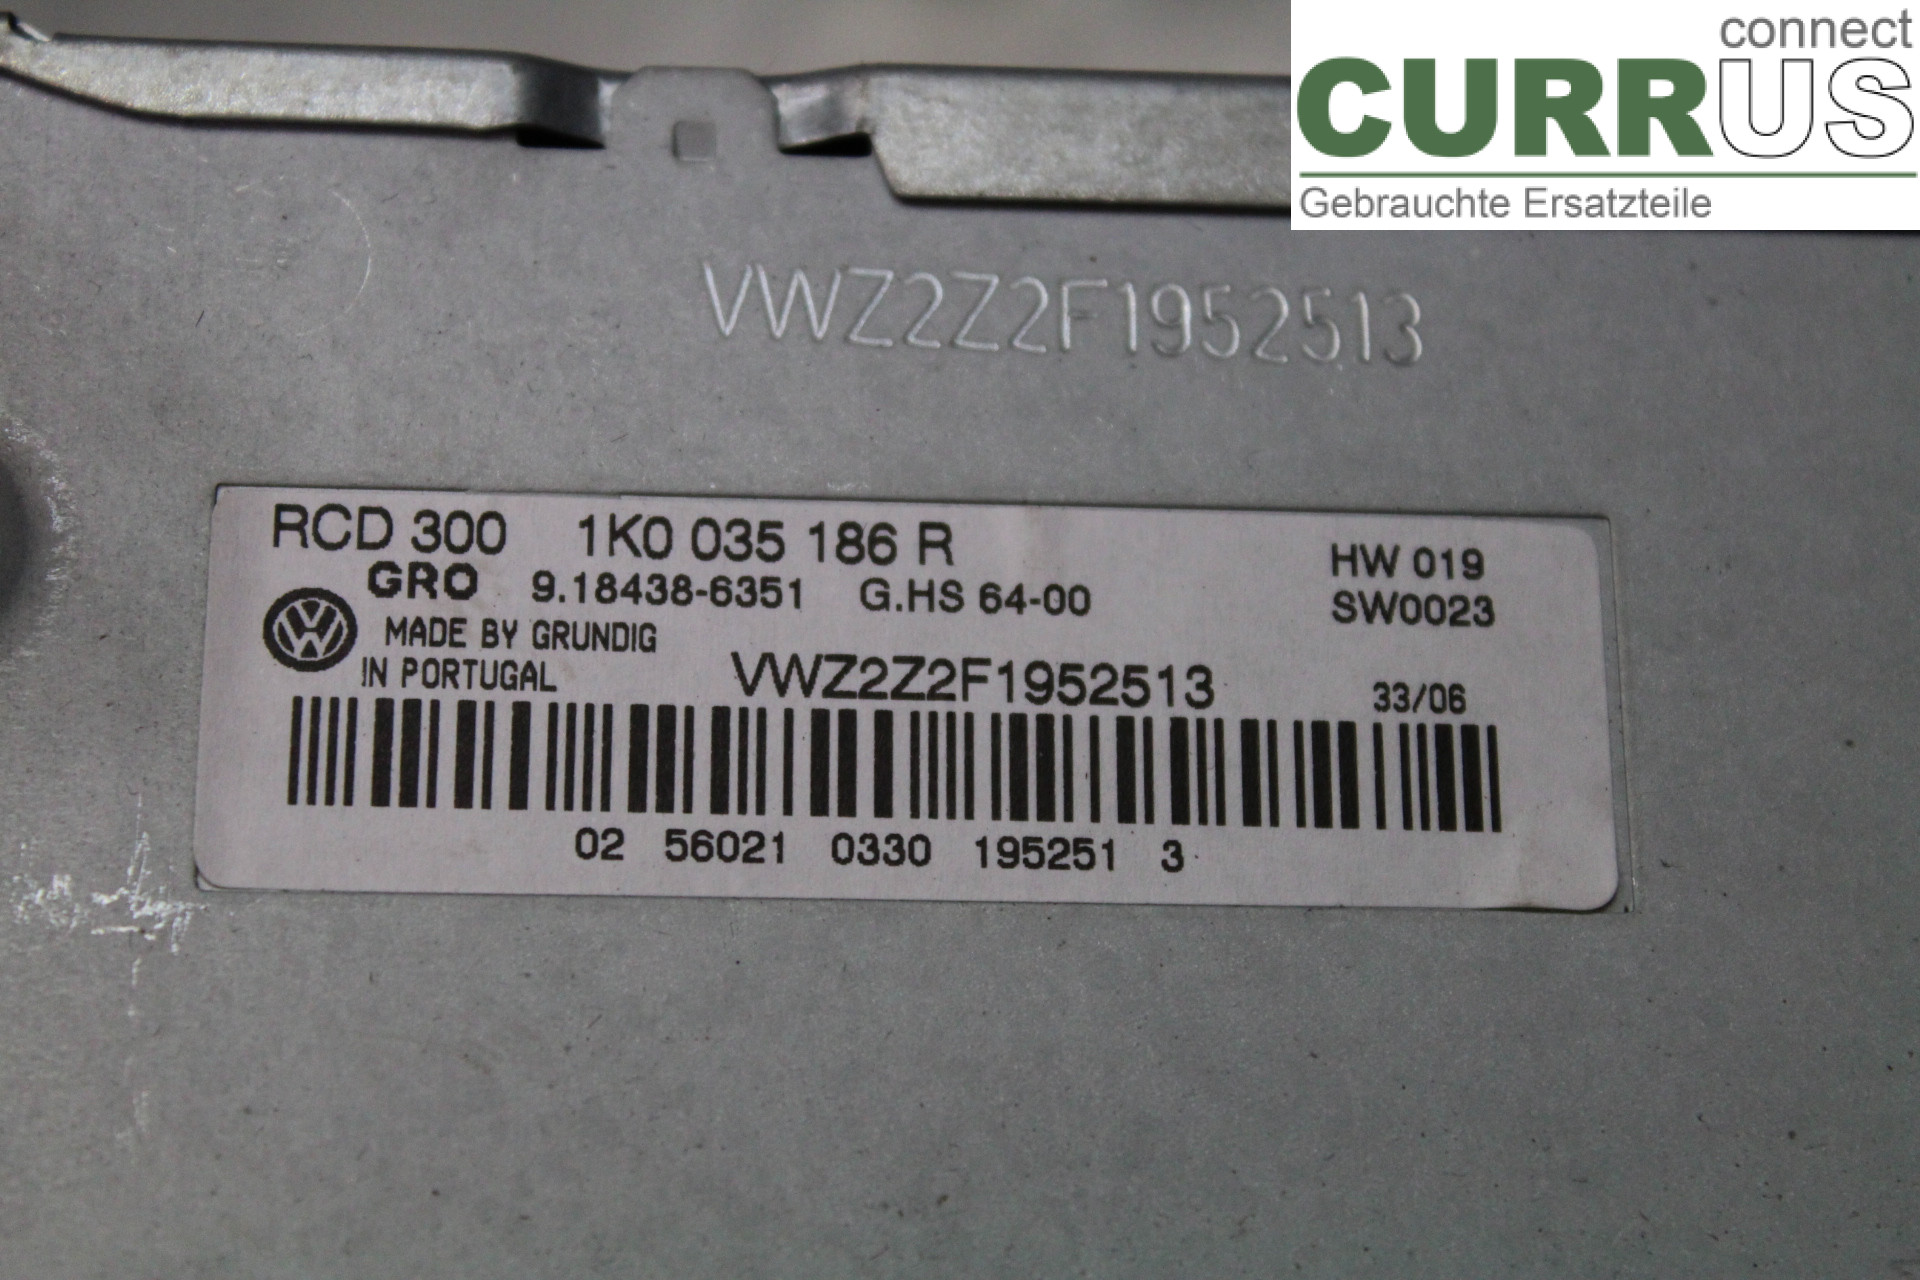 connect
CURRUS
Gebrauchte Ersatzteile
VWZ2Z2F1952513
RCD 300 1K0 035 186 R HW 019
GRO 9.18438-6351 G.HS 64-00 SW0023
MADE BY GRUNDIG
IN PORTUGAL VWZ2Z2F1952513 33/06
02 56021 0330 195251 3